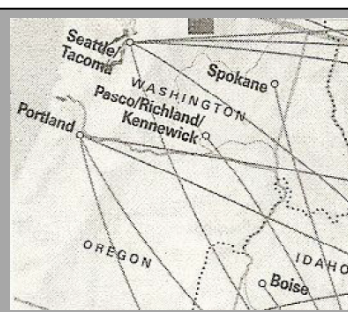 Seattle/
Tacoma
WASHINGTON
Spokane
Pasco/Richland/
Kennewick
Portland
OREGON
IDAHO
Boise